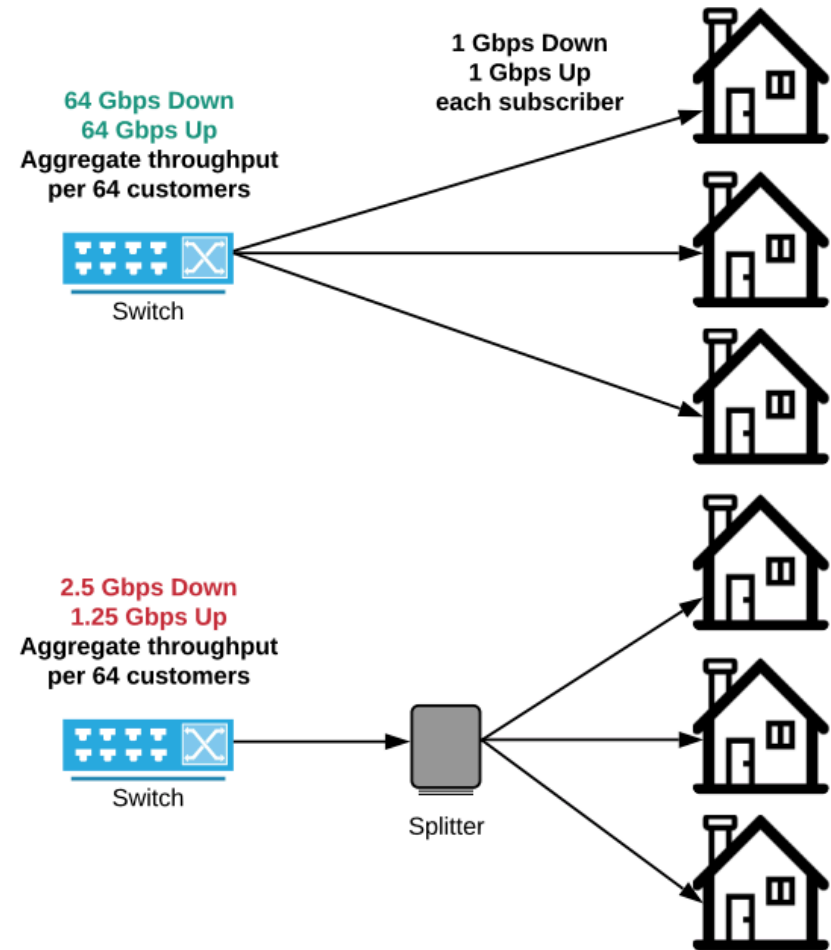 1 Gbps Down
1 Gbps Up
each subscriber
64 Gbps Down
64 Gbps Up
Aggregate throughput
per 64 customers
Switch
2.5 Gbps Down
1.25 Gbps Up
Aggregate throughput
per 64 customers
Switch
Splitter